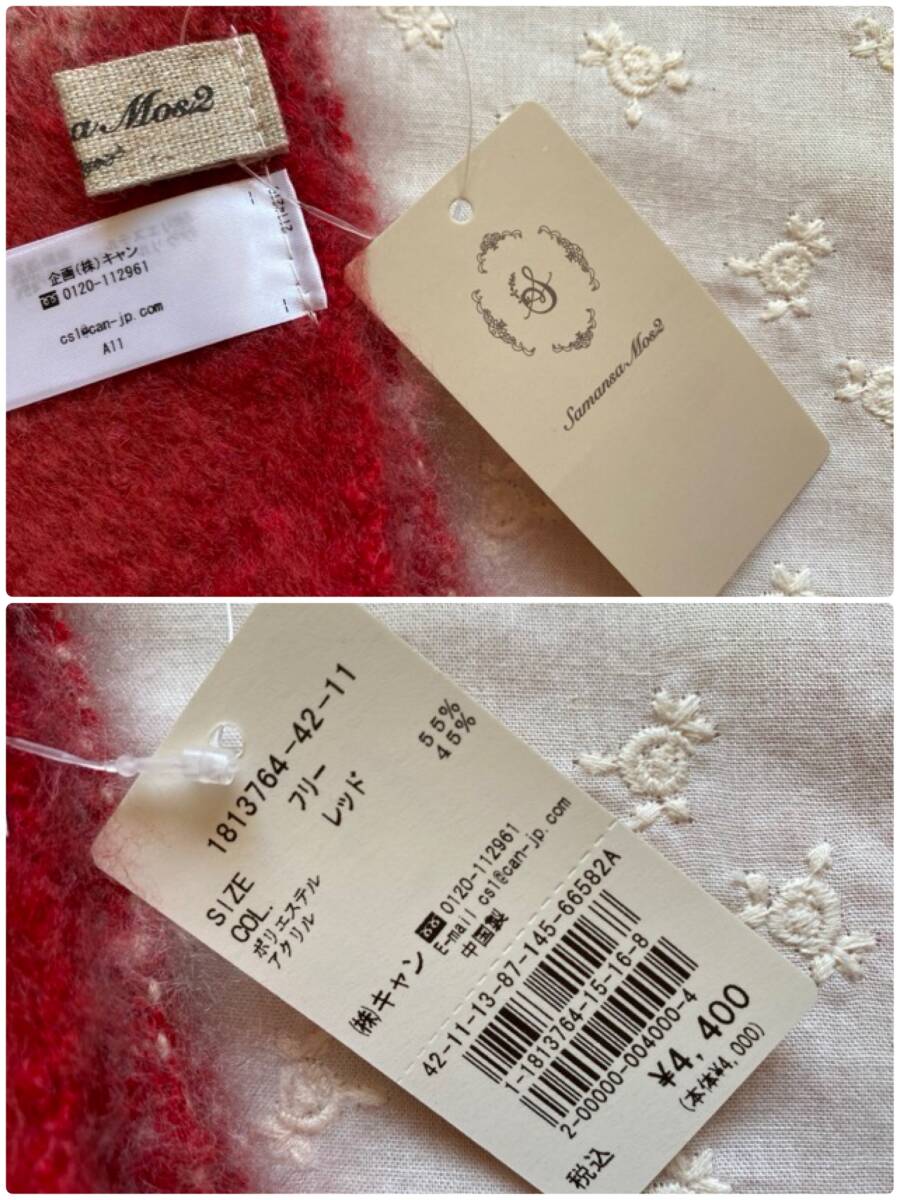 a Mos2
企画(株)キャン
0120-112961
cs1@can-jp.com
A11
S
Samansa Mos2
1813764-42-11
SIZE フリー
COL. レッド
ポリエステル 55%
アクリル 45%
(株)キャン 0120-112961
E-mail cs1@can-jp.com
中国製
42-11-13-87-145-66582A
1-1813764-15-16-8
2-00000-004000-4
¥4,400
(本体¥4,000)
税込